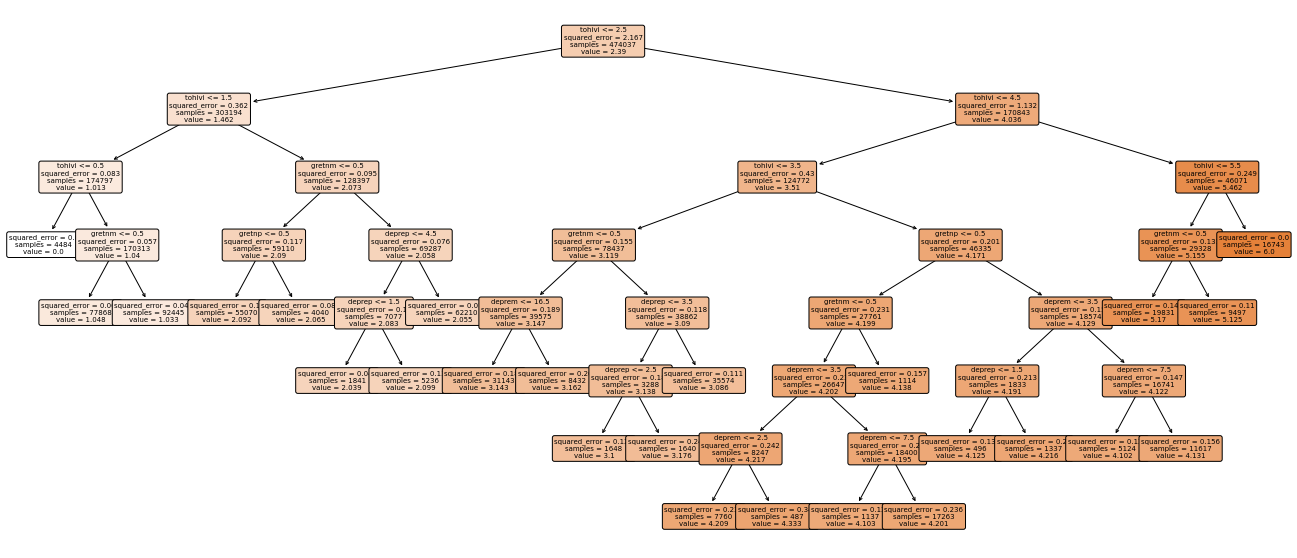 tohivi <= 2.5
squared_error = 2.167
samples = 474037
value = 2.39
tohivi <= 1.5
squared_error = 0.362
samples = 303194
value = 1.462
tohivi <= 4.5
squared_error = 1.132
samples = 170843
value = 4.036
tohivi <= 0.5
squared_error = 0.083
samples = 174797
value = 1.013
gretnm <= 0.5
squared_error = 0.095
samples = 128397
value = 2.073
tohivi <= 3.5
squared_error = 0.43
samples = 124772
value = 3.51
tohivi <= 5.5
squared_error = 0.249
samples = 46071
value = 5.462
squared_error = 0.
samples = 4484
value = 0.0
gretnm <= 0.5
squared_error = 0.057
samples = 170313
value = 1.04
gretnp <= 0.5
squared_error = 0.117
samples = 59110
value = 2.09
deprep <= 4.5
squared_error = 0.076
samples = 69287
value = 2.058
gretnm <= 0.5
squared_error = 0.155
samples = 78437
value = 3.119
gretnp <= 0.5
squared_error = 0.201
samples = 46335
value = 4.171
gretnm <= 0.5
squared_error = 0.13
samples = 29328
value = 5.155
squared_error = 0.0
samples = 16743
value = 6.0
squared_error = 0.06
samples = 77868
value = 1.048
squared_error = 0.04
samples = 92445
value = 1.033
squared_error = 0.1
samples = 55070
value = 2.092
squared_error = 0.08
samples = 4040
value = 2.065
deprep <= 1.5
squared_error = 0.1
samples = 7077
value = 2.083
squared_error = 0.0
samples = 62210
value = 2.055
deprem <= 16.5
squared_error = 0.189
samples = 39575
value = 3.147
deprep <= 3.5
squared_error = 0.118
samples = 38862
value = 3.09
gretnm <= 0.5
squared_error = 0.231
samples = 27761
value = 4.199
deprem <= 3.5
squared_error = 0.1
samples = 18574
value = 4.129
squared_error = 0.14
samples = 19831
value = 5.17
squared_error = 0.11
samples = 9497
value = 5.125
squared_error = 0.0
samples = 1841
value = 2.039
squared_error = 0.1
samples = 5236
value = 2.099
squared_error = 0.1
samples = 31143
value = 3.143
squared_error = 0.2
samples = 8432
value = 3.162
deprep <= 2.5
squared_error = 0.1
samples = 3288
value = 3.138
squared_error = 0.111
samples = 35574
value = 3.086
deprem <= 3.5
squared_error = 0.2
samples = 26647
value = 4.202
squared_error = 0.157
samples = 1114
value = 4.138
deprep <= 1.5
squared_error = 0.213
samples = 1833
value = 4.191
deprem <= 7.5
squared_error = 0.147
samples = 16741
value = 4.122
squared_error = 0.1
samples = 1648
value = 3.1
squared_error = 0.2
samples = 1640
value = 3.176
deprem <= 2.5
squared_error = 0.242
samples = 8247
value = 4.217
deprem <= 7.5
squared_error = 0.2
samples = 18400
value = 4.195
squared_error = 0.13
samples = 496
value = 4.125
squared_error = 0.2
samples = 1337
value = 4.216
squared_error = 0.1
samples = 5124
value = 4.102
squared_error = 0.156
samples = 11617
value = 4.131
squared_error = 0.2
samples = 7760
value = 4.209
squared_error = 0.3
samples = 487
value = 4.333
squared_error = 0.1
samples = 1137
value = 4.103
squared_error = 0.236
samples = 17263
value = 4.201